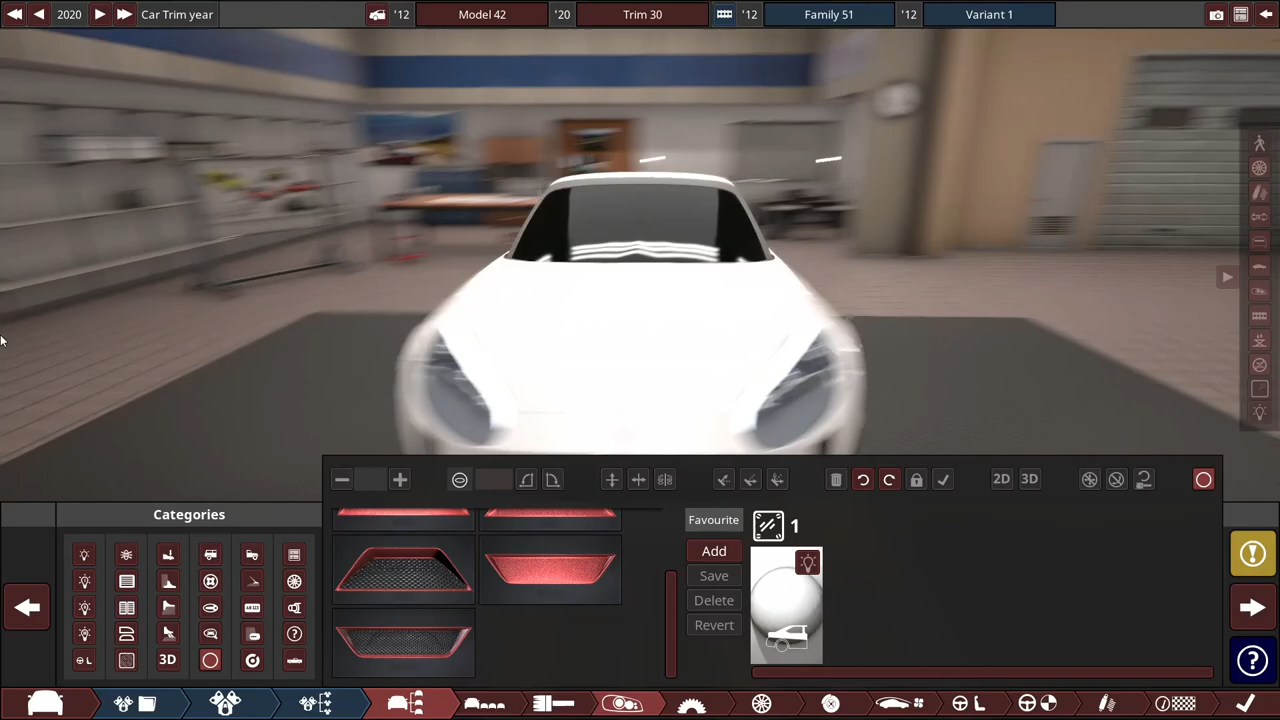 2020 Car Trim year '12 Model 42 '20 Trim 30 '12 Family 51 '12 Variant 1
2D 3D
Categories
Favourite 1
Add
Save
Delete
Revert
L 3D